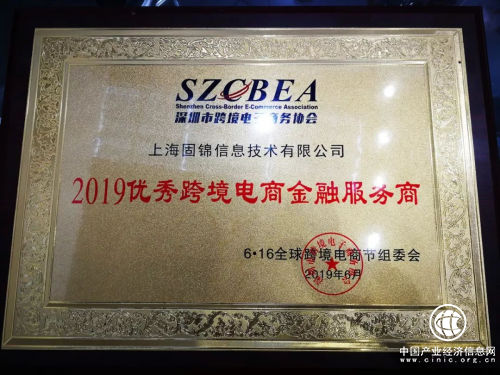 SZCBEA
Shenzhen Cross-Border E-Commerce Association
深圳市跨境电子商务协会
上海固锦信息技术有限公司
2019优秀跨境电商金融服务商
6·16全球跨境电商节组委会
2019年6月
中国产业经济信息网
www.cinic.org.cn